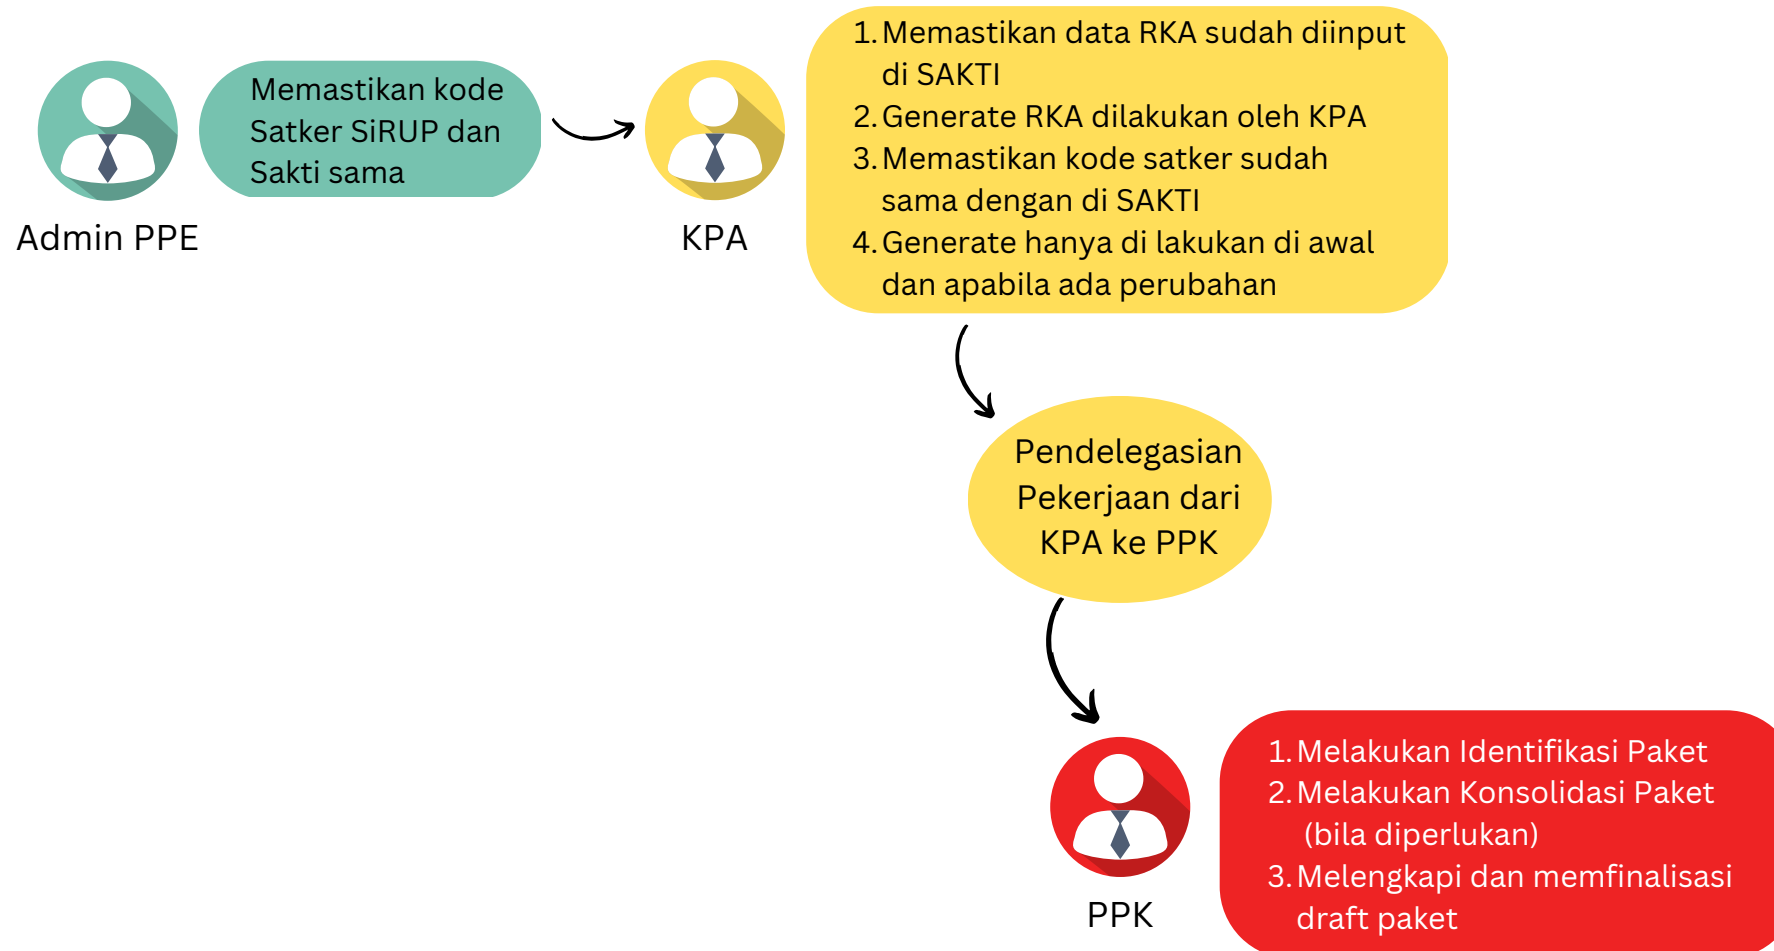 Memastikan kode
Satker SiRUP dan
Sakti sama
Admin PPE
KPA
1. Memastikan data RKA sudah diinput
di SAKTI
2. Generate RKA dilakukan oleh KPA
3. Memastikan kode satker sudah
sama dengan di SAKTI
4. Generate hanya di lakukan di awal
dan apabila ada perubahan
Pendelegasian
Pekerjaan dari
KPA ke PPK
PPK
1. Melakukan Identifikasi Paket
2. Melakukan Konsolidasi Paket
(bila diperlukan)
3. Melengkapi dan memfinalisasi
draft paket